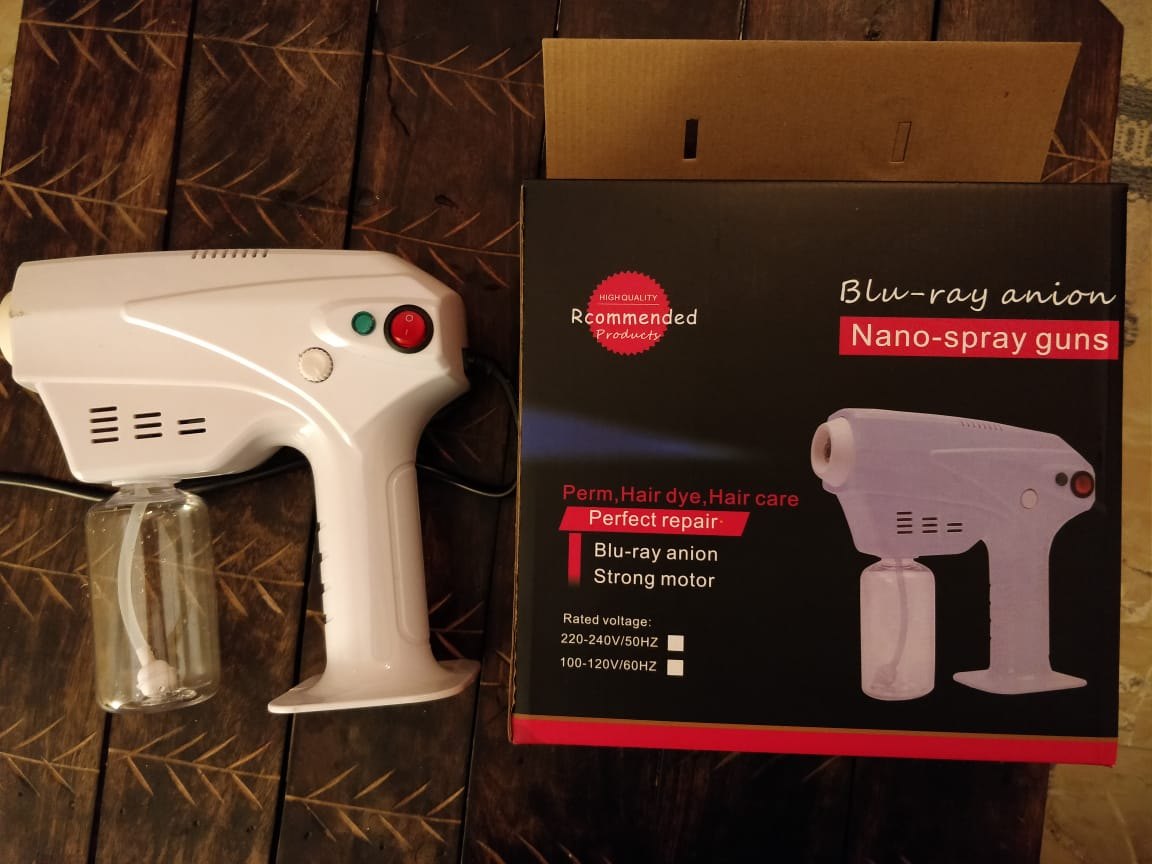 HIGH QUALITY
Rcommended
Products
Blu-ray anion
Nano-spray guns
Perm,Hair dye,Hair care
Perfect repair
Blu-ray anion
Strong motor
Rated voltage:
220-240V/50HZ
100-120V/60HZ